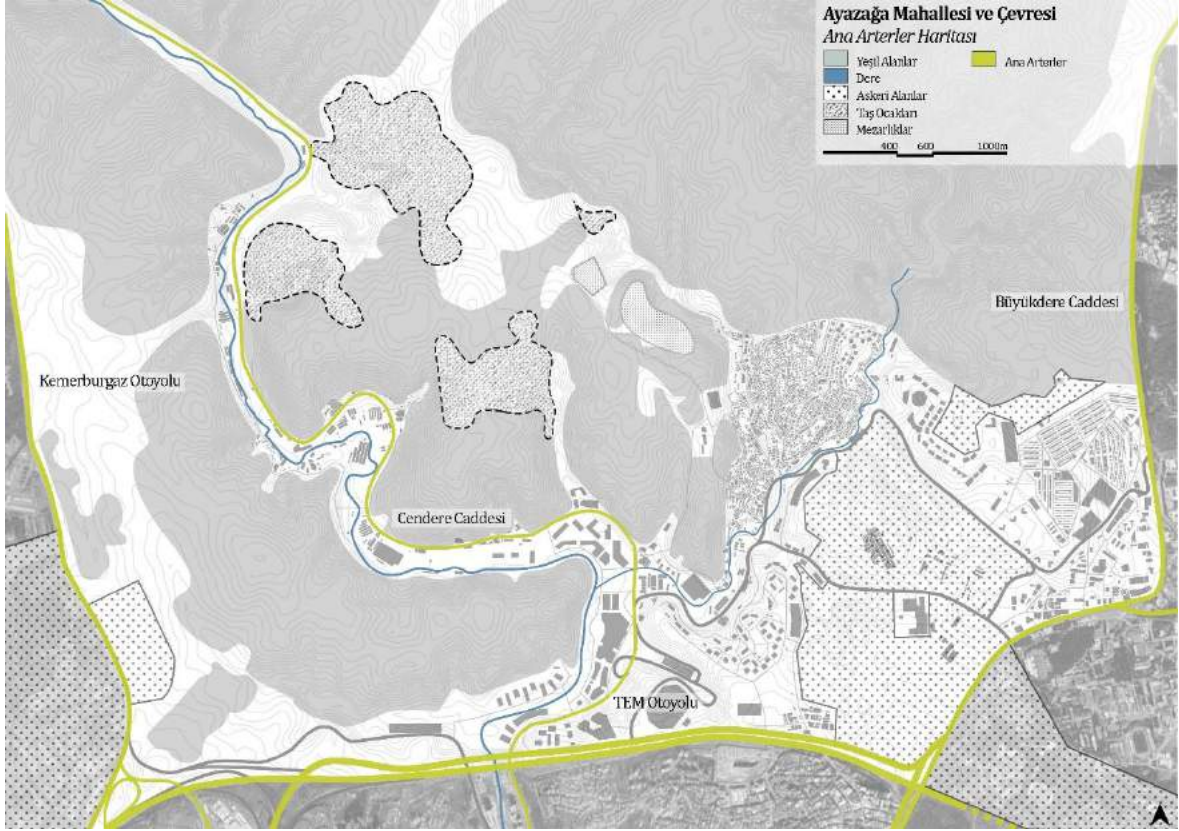 Ayazağa Mahallesi ve Çevresi
Ana Arterler Haritası
Yeşil Alanlar
Ana Arterler
Dere
Askeri Alanlar
Taş Ocakları
Mezarlıklar
400 600 1000m
Büyükdere Caddesi
Kemerburgaz Otoyolu
Cendere Caddesi
TEM Otoyolu